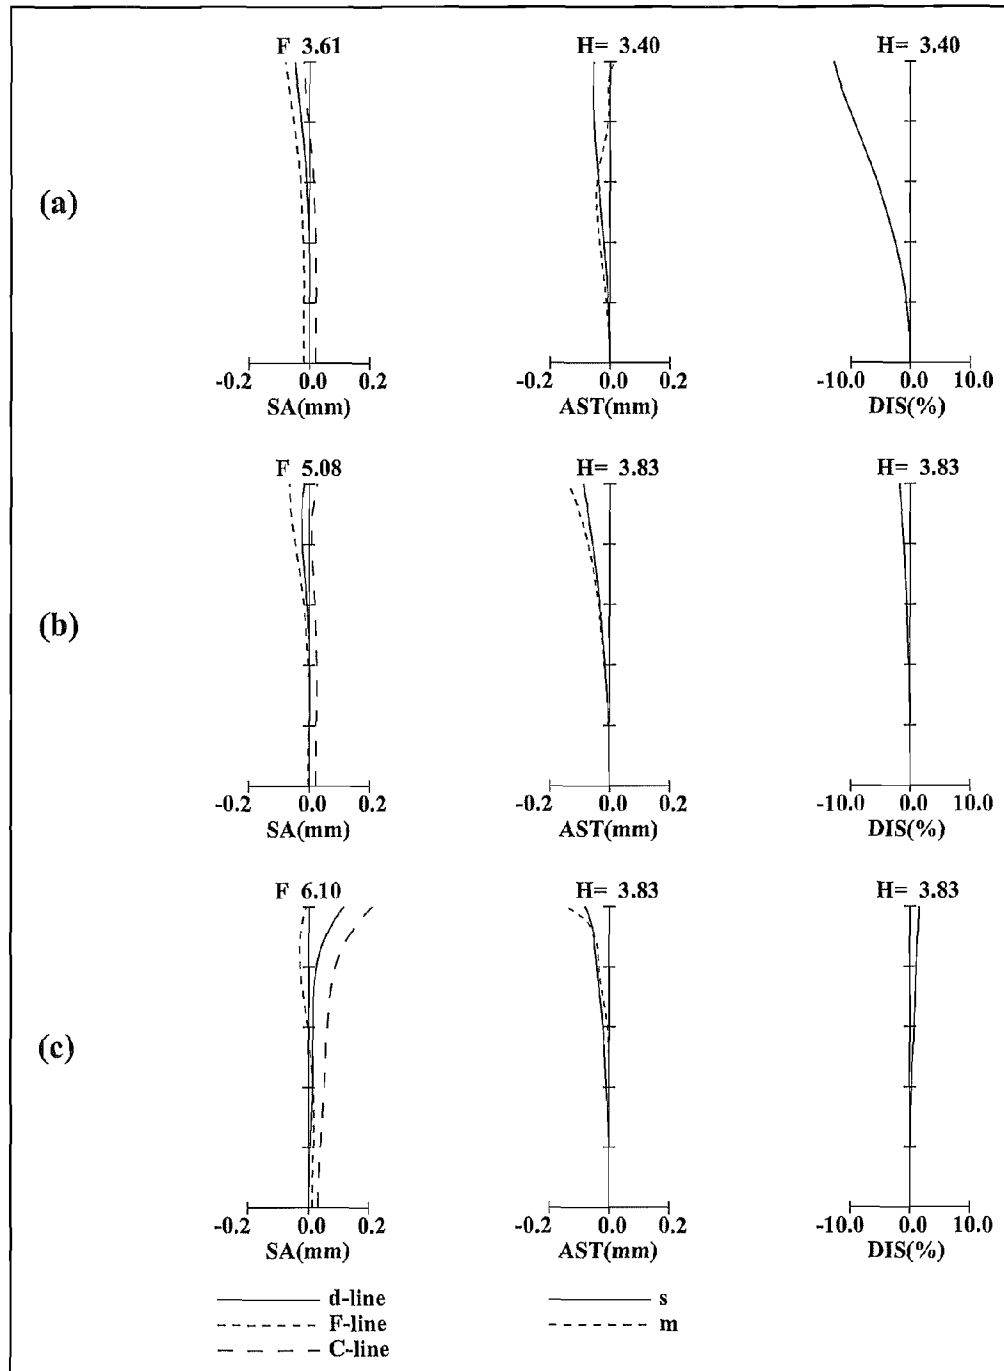 F 3.61 H= 3.40 H= 3.40
(a)
-0.2 0.0 0.2 -0.2 0.0 0.2 -10.0 0.0 10.0
SA(mm) AST(mm) DIS(%)
F 5.08 H= 3.83 H= 3.83
(b)
-0.2 0.0 0.2 -0.2 0.0 0.2 -10.0 0.0 10.0
SA(mm) AST(mm) DIS(%)
F 6.10 H= 3.83 H= 3.83
(c)
-0.2 0.0 0.2 -0.2 0.0 0.2 -10.0 0.0 10.0
SA(mm) AST(mm) DIS(%)
d-line s
F-line m
C-line